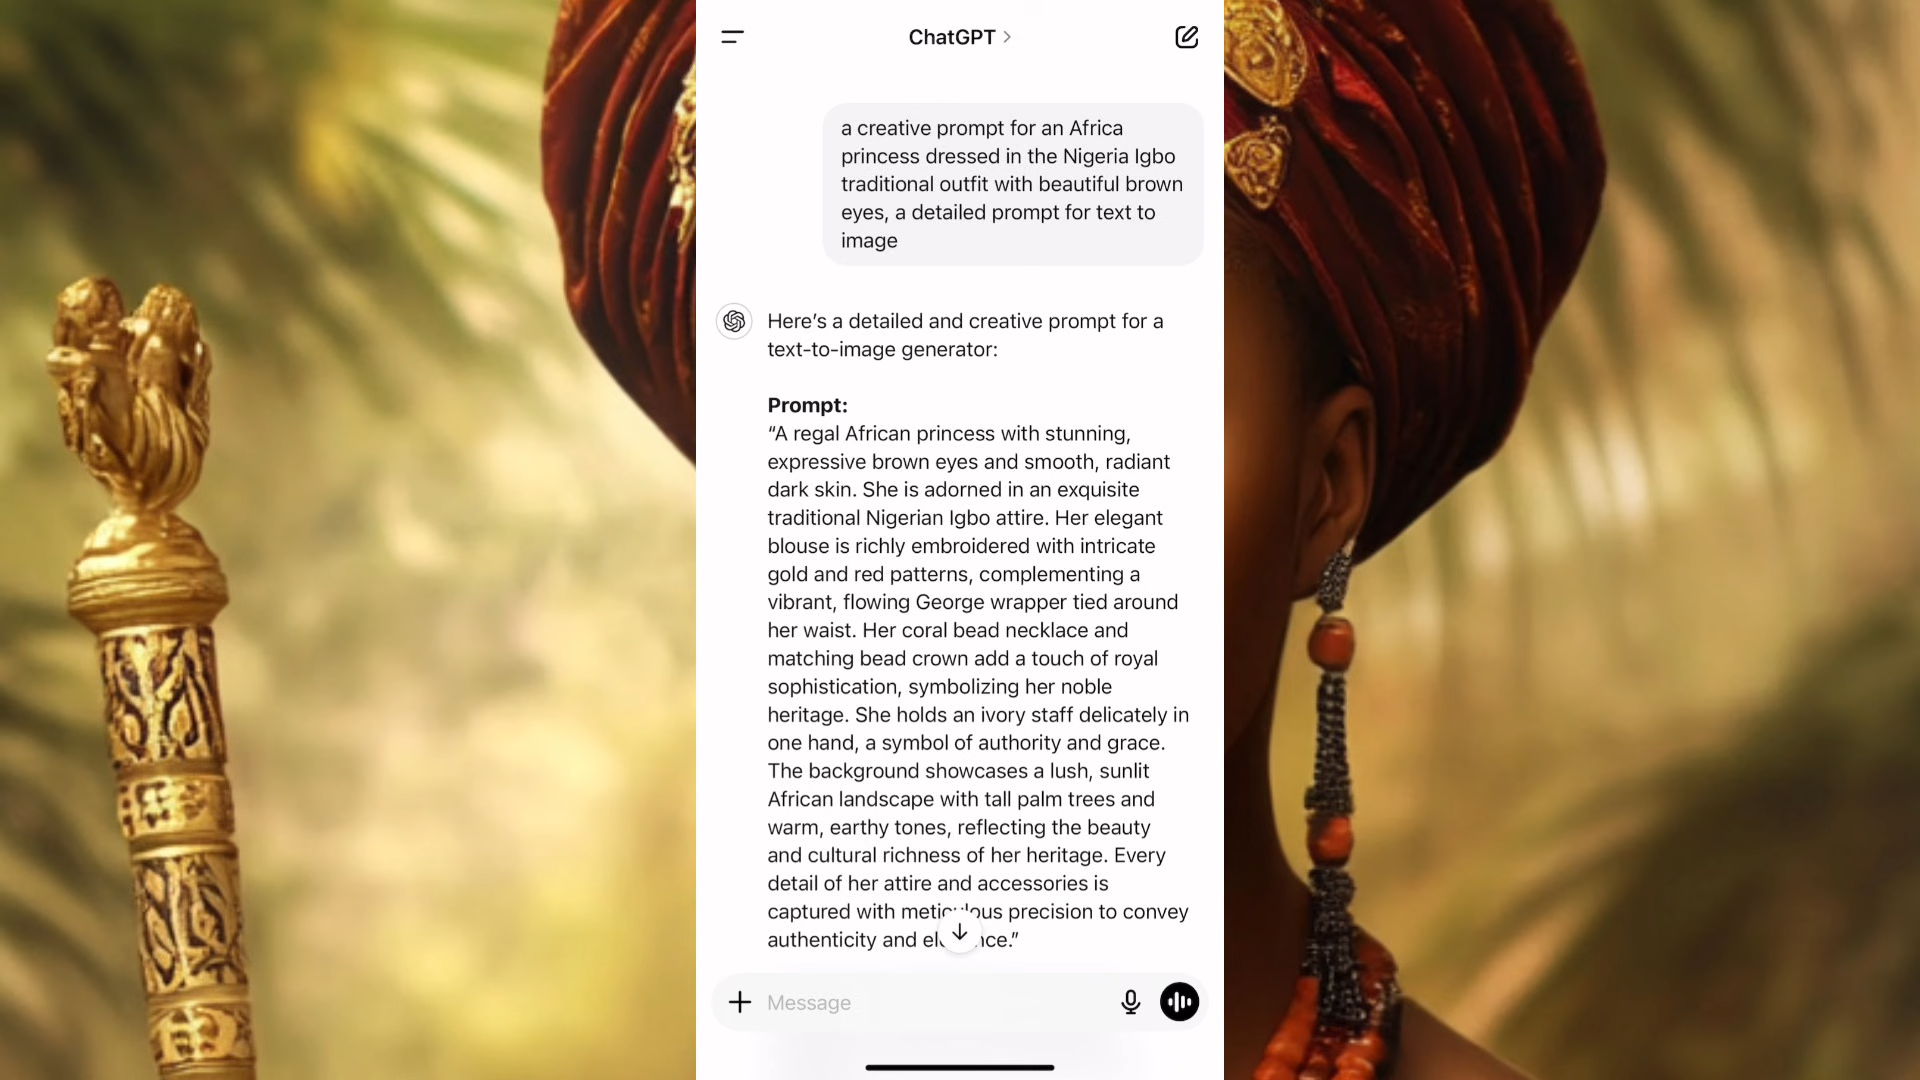 ChatGPT
a creative prompt for an Africa
princess dressed in the Nigeria Igbo
traditional outfit with beautiful brown
eyes, a detailed prompt for text to
image
Here's a detailed and creative prompt for a
text-to-image generator:
Prompt:
“A regal African princess with stunning,
expressive brown eyes and smooth, radiant
dark skin. She is adorned in an exquisite
traditional Nigerian Igbo attire. Her elegant
blouse is richly embroidered with intricate
gold and red patterns, complementing a
vibrant, flowing George wrapper tied around
her waist. Her coral bead necklace and
matching bead crown add a touch of royal
sophistication, symbolizing her noble
heritage. She holds an ivory staff delicately in
one hand, a symbol of authority and grace.
The background showcases a lush, sunlit
African landscape with tall palm trees and
warm, earthy tones, reflecting the beauty
and cultural richness of her heritage. Every
detail of her attire and accessories is
captured with meticulous precision to convey
authenticity and elegance.”
Message